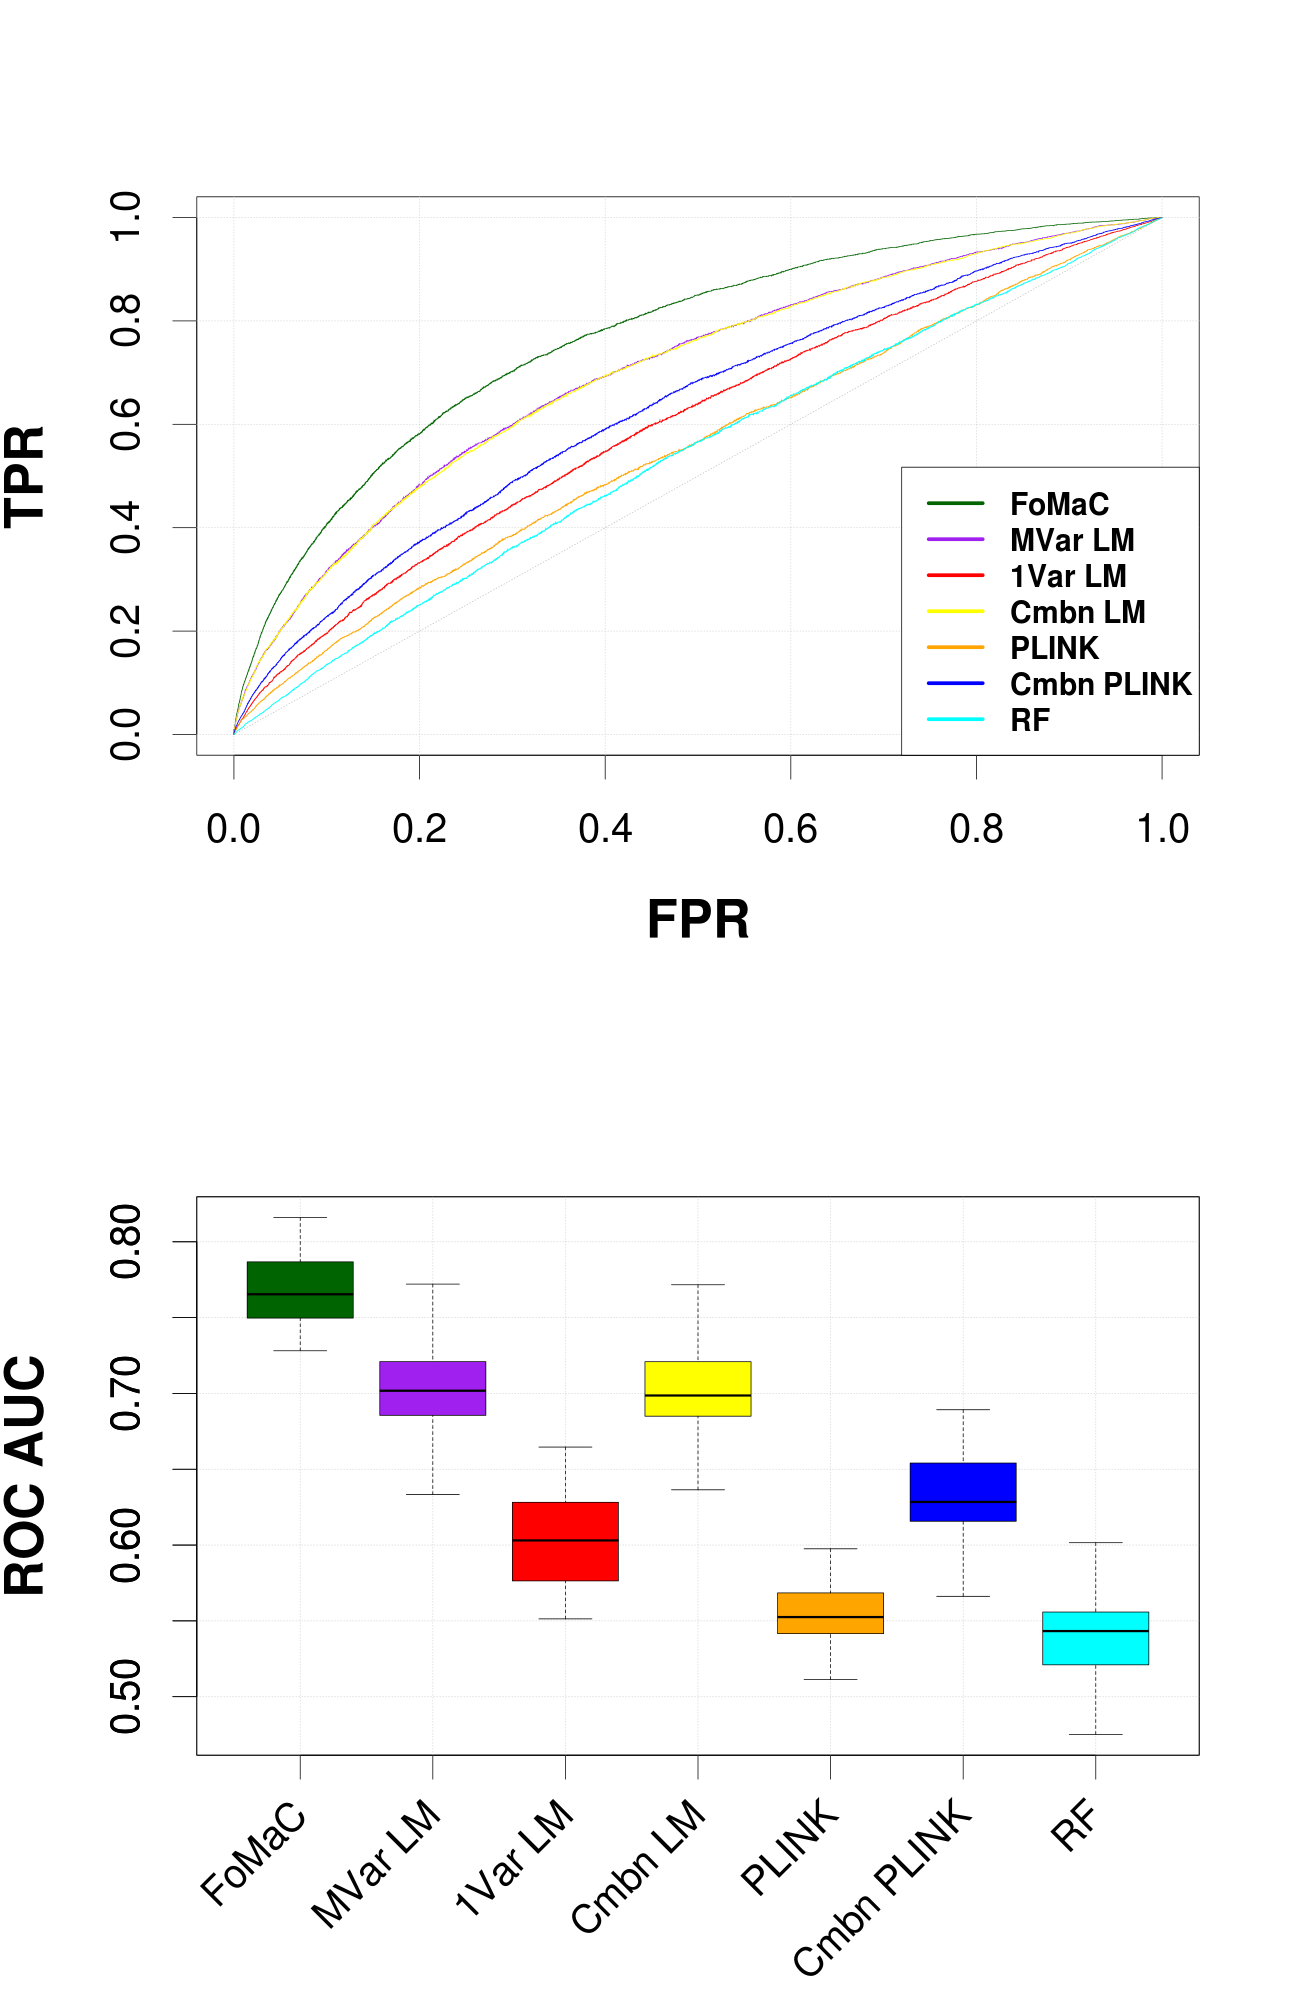 TPR
1.0
0.8
0.6
0.4
0.2
0.0
FoMaC
MVar LM
1Var LM
Cmbn LM
PLINK
Cmbn PLINK
RF
0.0 0.2 0.4 0.6 0.8 1.0
FPR
ROC AUC
0.80
0.70
0.60
0.50
FoMaC
MVar LM
1Var LM
Cmbn LM
PLINK
Cmbn PLINK
RF